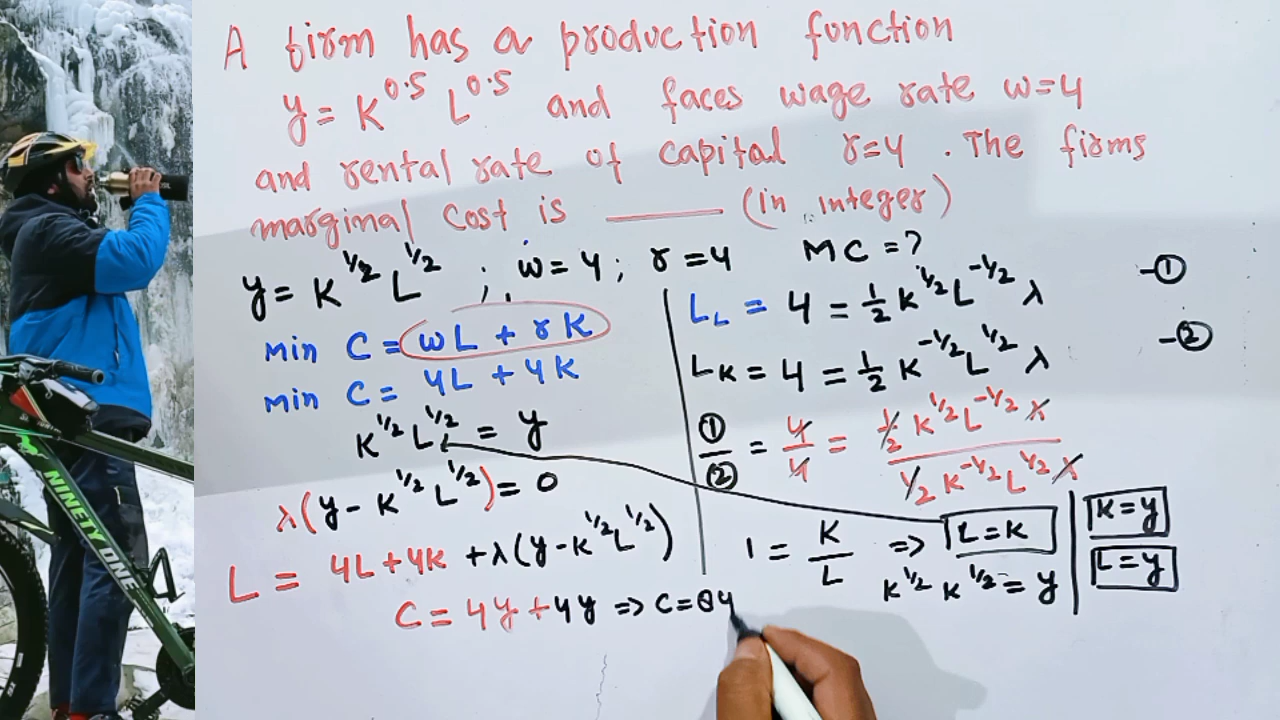 A firm has a production function
y = K^0.5 L^0.5 and faces wage rate w=4
and rental rate of capital r=4 . The firms
marginal cost is ______ (in integer)
y = K^1/2 L^1/2 ; w=4; r=4 MC=?
min C = wL + rK
min C = 4L + 4K
K^1/2 L^1/2 = y
λ(y - K^1/2 L^1/2) = 0
L = 4L+4K + λ(y - K^1/2 L^1/2)
C = 4y + 4y ⇒ C = 8y
L_L = 4 = 1/2 K^1/2 L^-1/2 λ -①
L_K = 4 = 1/2 K^-1/2 L^1/2 λ -②
①/② = 4/4 = 1/2 K^1/2 L^-1/2 λ / 1/2 K^-1/2 L^1/2 λ
1 = K/L ⇒ L=K
K^1/2 K^1/2 = y
K=y
L=y
NINETY ONE